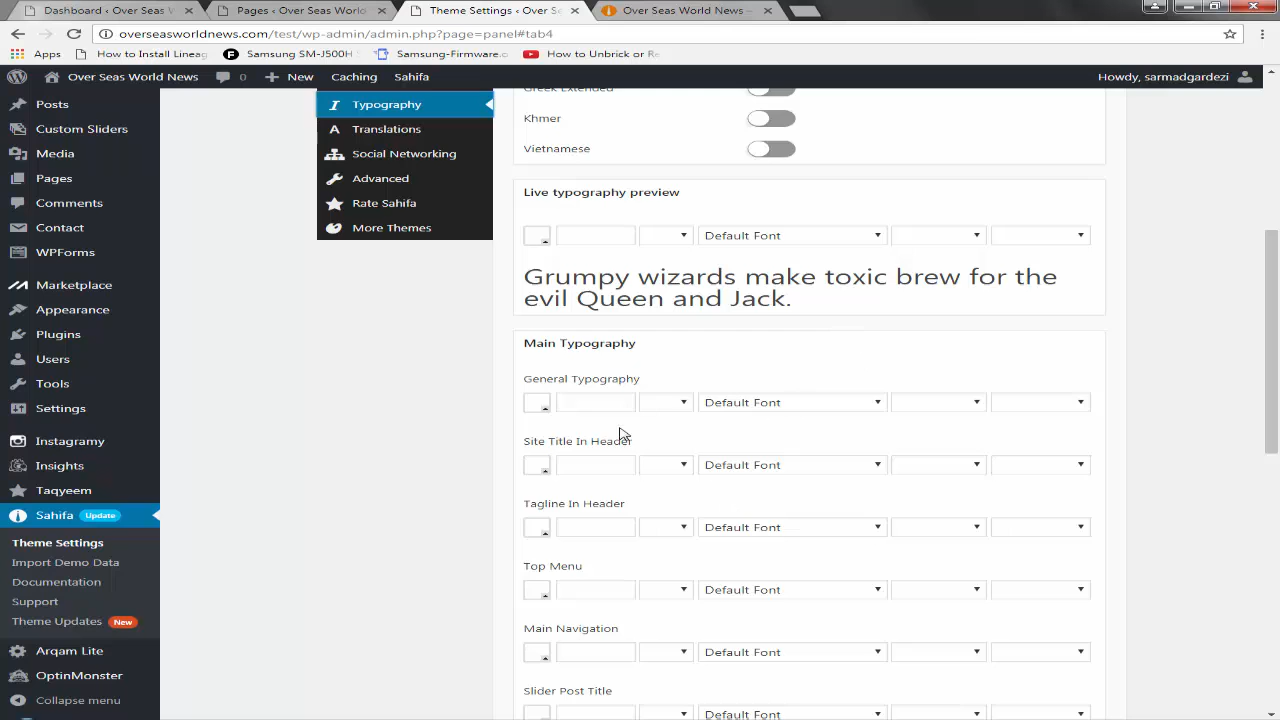 Dashboard ‹ Over Seas W
Pages ‹ Over Seas World
Theme Settings ‹ Over Se
Over Seas World News –
overseasworldnews.com/test/wp-admin/admin.php?page=panel#tab4
Apps
How to Install Lineag
Samsung SM-J500H S
Samsung-Firmware.o
How to Unbrick or Re
Over Seas World News
0
New
Caching
Sahifa
Howdy, sarmadgardezi
Posts
Custom Sliders
Media
Pages
Comments
Contact
WPForms
Marketplace
Appearance
Plugins
Users
Tools
Settings
Instagramy
Insights
Taqyeem
Sahifa Update
Theme Settings
Import Demo Data
Documentation
Support
Theme Updates New
Arqam Lite
OptinMonster
Collapse menu
Typography
Translations
Social Networking
Advanced
Rate Sahifa
More Themes
Greek Extended
Khmer
Vietnamese
Live typography preview
Default Font
Grumpy wizards make toxic brew for the
evil Queen and Jack.
Main Typography
General Typography
Default Font
Site Title In Header
Default Font
Tagline In Header
Default Font
Top Menu
Default Font
Main Navigation
Default Font
Slider Post Title
Default Font